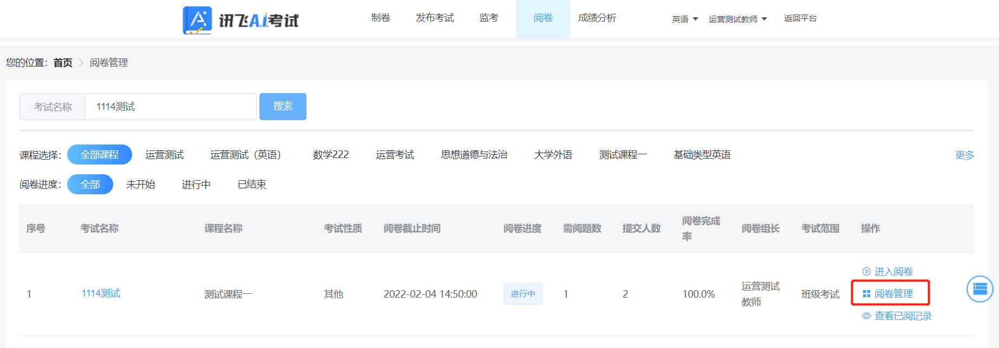 讯飞A.i.考试
制卷 发布考试 监考 阅卷 成绩分析 英语 运营测试教师 返回平台
您的位置： 首页 阅卷管理
考试名称 1114测试 搜索
课程选择： 全部课程 运营测试 运营测试（英语） 数学222 运营考试 思想道德与法治 大学外语 测试课程一 基础类型英语 更多
阅卷进度： 全部 未开始 进行中 已结束
序号 考试名称 课程名称 考试性质 阅卷截止时间 阅卷进度 需阅题数 提交人数 阅卷完成 阅卷组长 考试范围 操作
率
进入阅卷
1 1114测试 测试课程一 其他 2022-02-04 14:50:00 进行中 1 2 100.0% 运营测试 班级考试 阅卷管理
教师
查看已阅记录